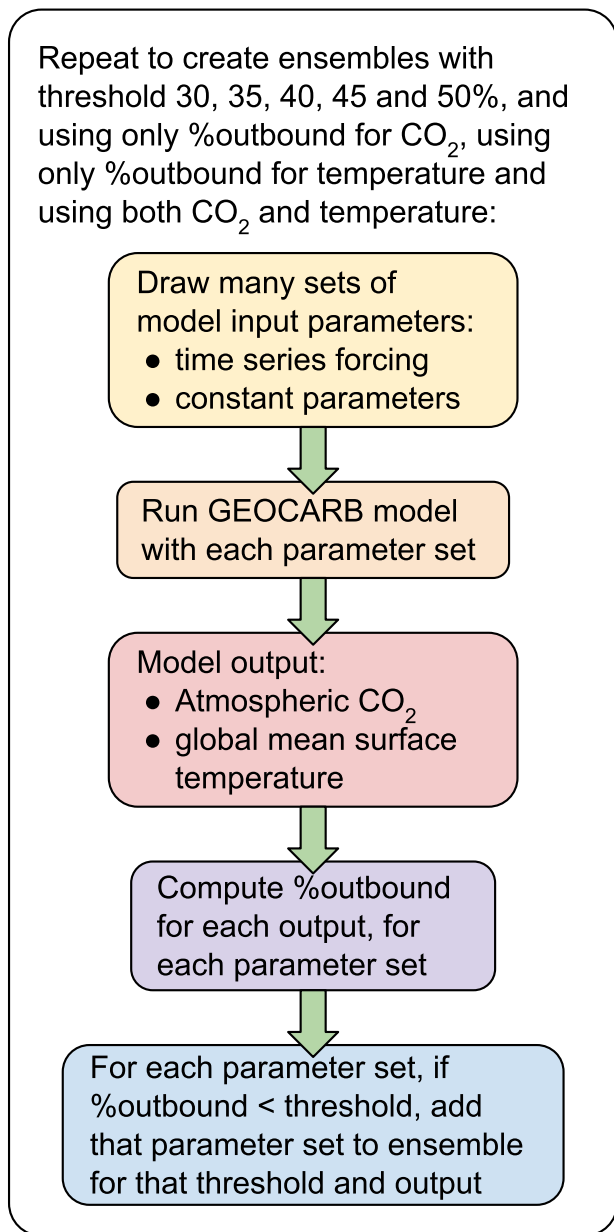 Repeat to create ensembles with
threshold 30, 35, 40, 45 and 50%, and
using only %outbound for CO₂, using
only %outbound for temperature and
using both CO₂ and temperature:
Draw many sets of
model input parameters:
● time series forcing
● constant parameters
Run GEOCARB model
with each parameter set
Model output:
● Atmospheric CO₂
● global mean surface
temperature
Compute %outbound
for each output, for
each parameter set
For each parameter set, if
%outbound < threshold, add
that parameter set to ensemble
for that threshold and output